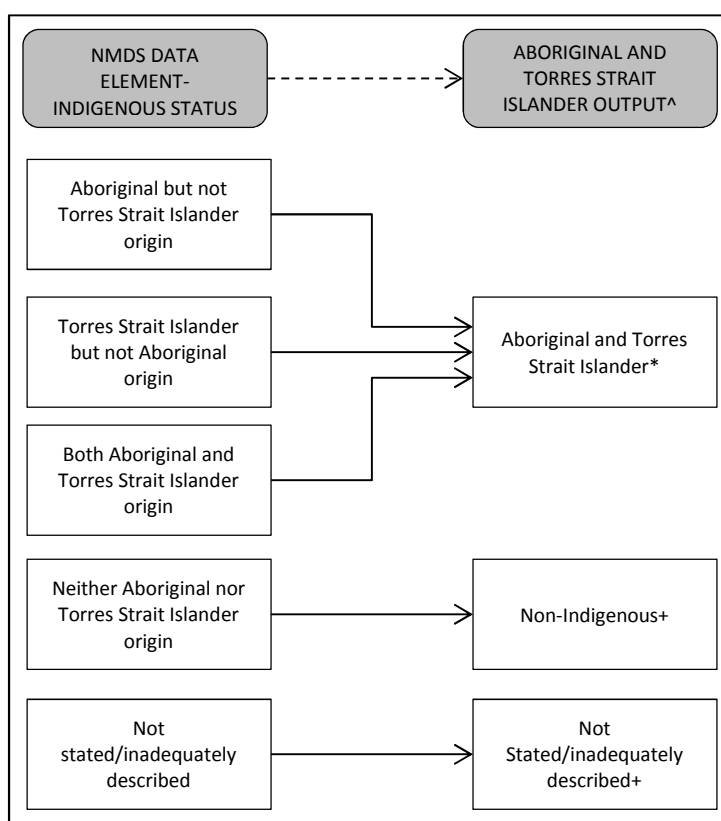 NMDS DATA
ELEMENT-
INDIGENOUS STATUS
ABORIGINAL AND
TORRES STRAIT
ISLANDER OUTPUT^
Aboriginal but not
Torres Strait Islander
origin
Torres Strait Islander
but not Aboriginal
origin
Aboriginal and Torres
Strait Islander*
Both Aboriginal and
Torres Strait Islander
origin
Neither Aboriginal nor
Torres Strait Islander
origin
Non-Indigenous+
Not
stated/inadequately
described
Not
Stated/inadequately
described+